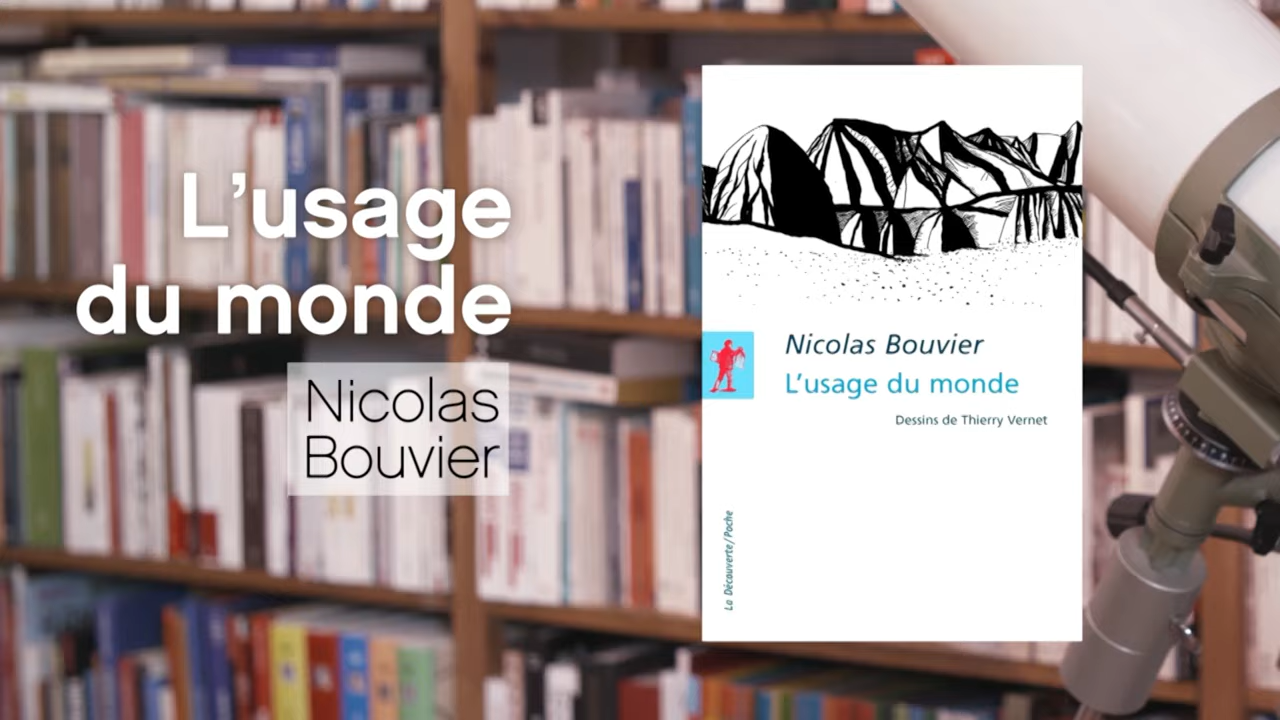 L'usage
du monde
Nicolas
Bouvier
Nicolas Bouvier
L'usage du monde
Dessins de Thierry Vernet
La Découverte/Poche